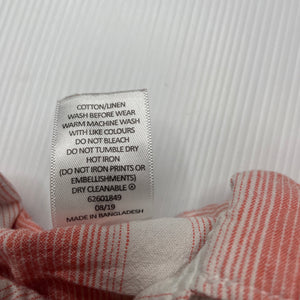 COTTON/LINEN
WASH BEFORE WEAR
WARM MACHINE WASH
WITH LIKE COLOURS
DO NOT BLEACH
DO NOT TUMBLE DRY
HOT IRON
(DO NOT IRON PRINTS OR
EMBELLISHMENTS)
DRY CLEANABLE Ⓐ
62601849
08/19
MADE IN BANGLADESH